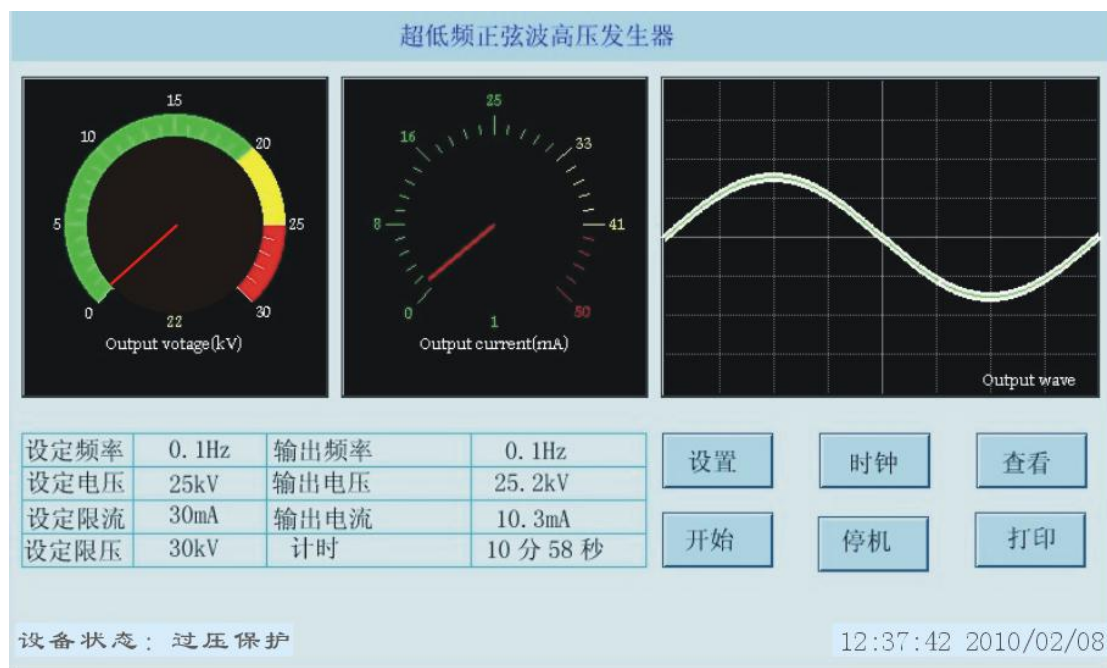 超低频正弦波高压发生器
0 5 10 15 20 25 30
22
Output votage(kV)
0 8 16 25 33 41 50
1
Output current(mA)
Output wave
设定频率 0.1Hz 输出频率 0.1Hz
设定电压 25kV 输出电压 25.2kV
设定限流 30mA 输出电流 10.3mA
设定限压 30kV 计时 10分58秒
设置 时钟 查看
开始 停机 打印
设备状态：过压保护
12:37:42 2010/02/08